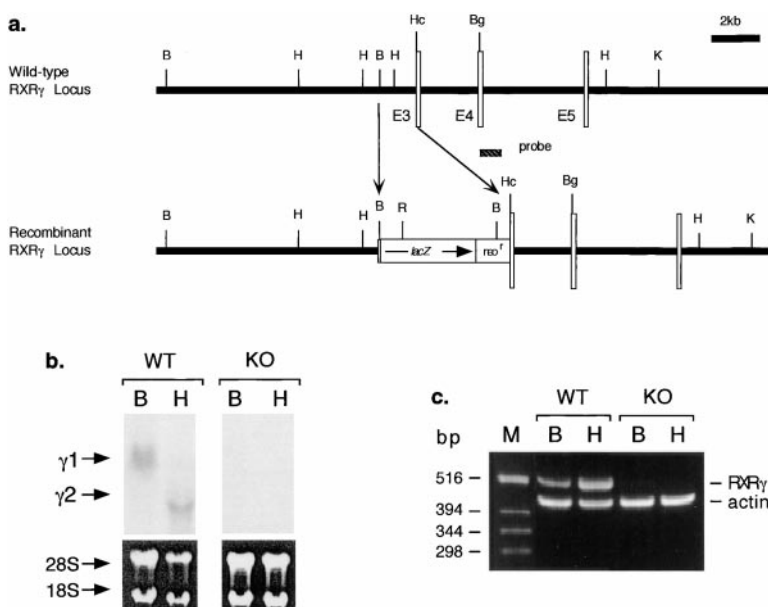 a.
Hc Bg 2kb
B H H B H H K
Wild-type
RXRγ Locus
E3 E4 E5
probe
Hc Bg
B H H B R B H K
Recombinant
RXRγ Locus
lacZ neo r
b.
WT KO
B H B H
γ1
γ2
28S
18S
c.
WT KO
bp M B H B H
516
RXRγ
actin
394
344
298